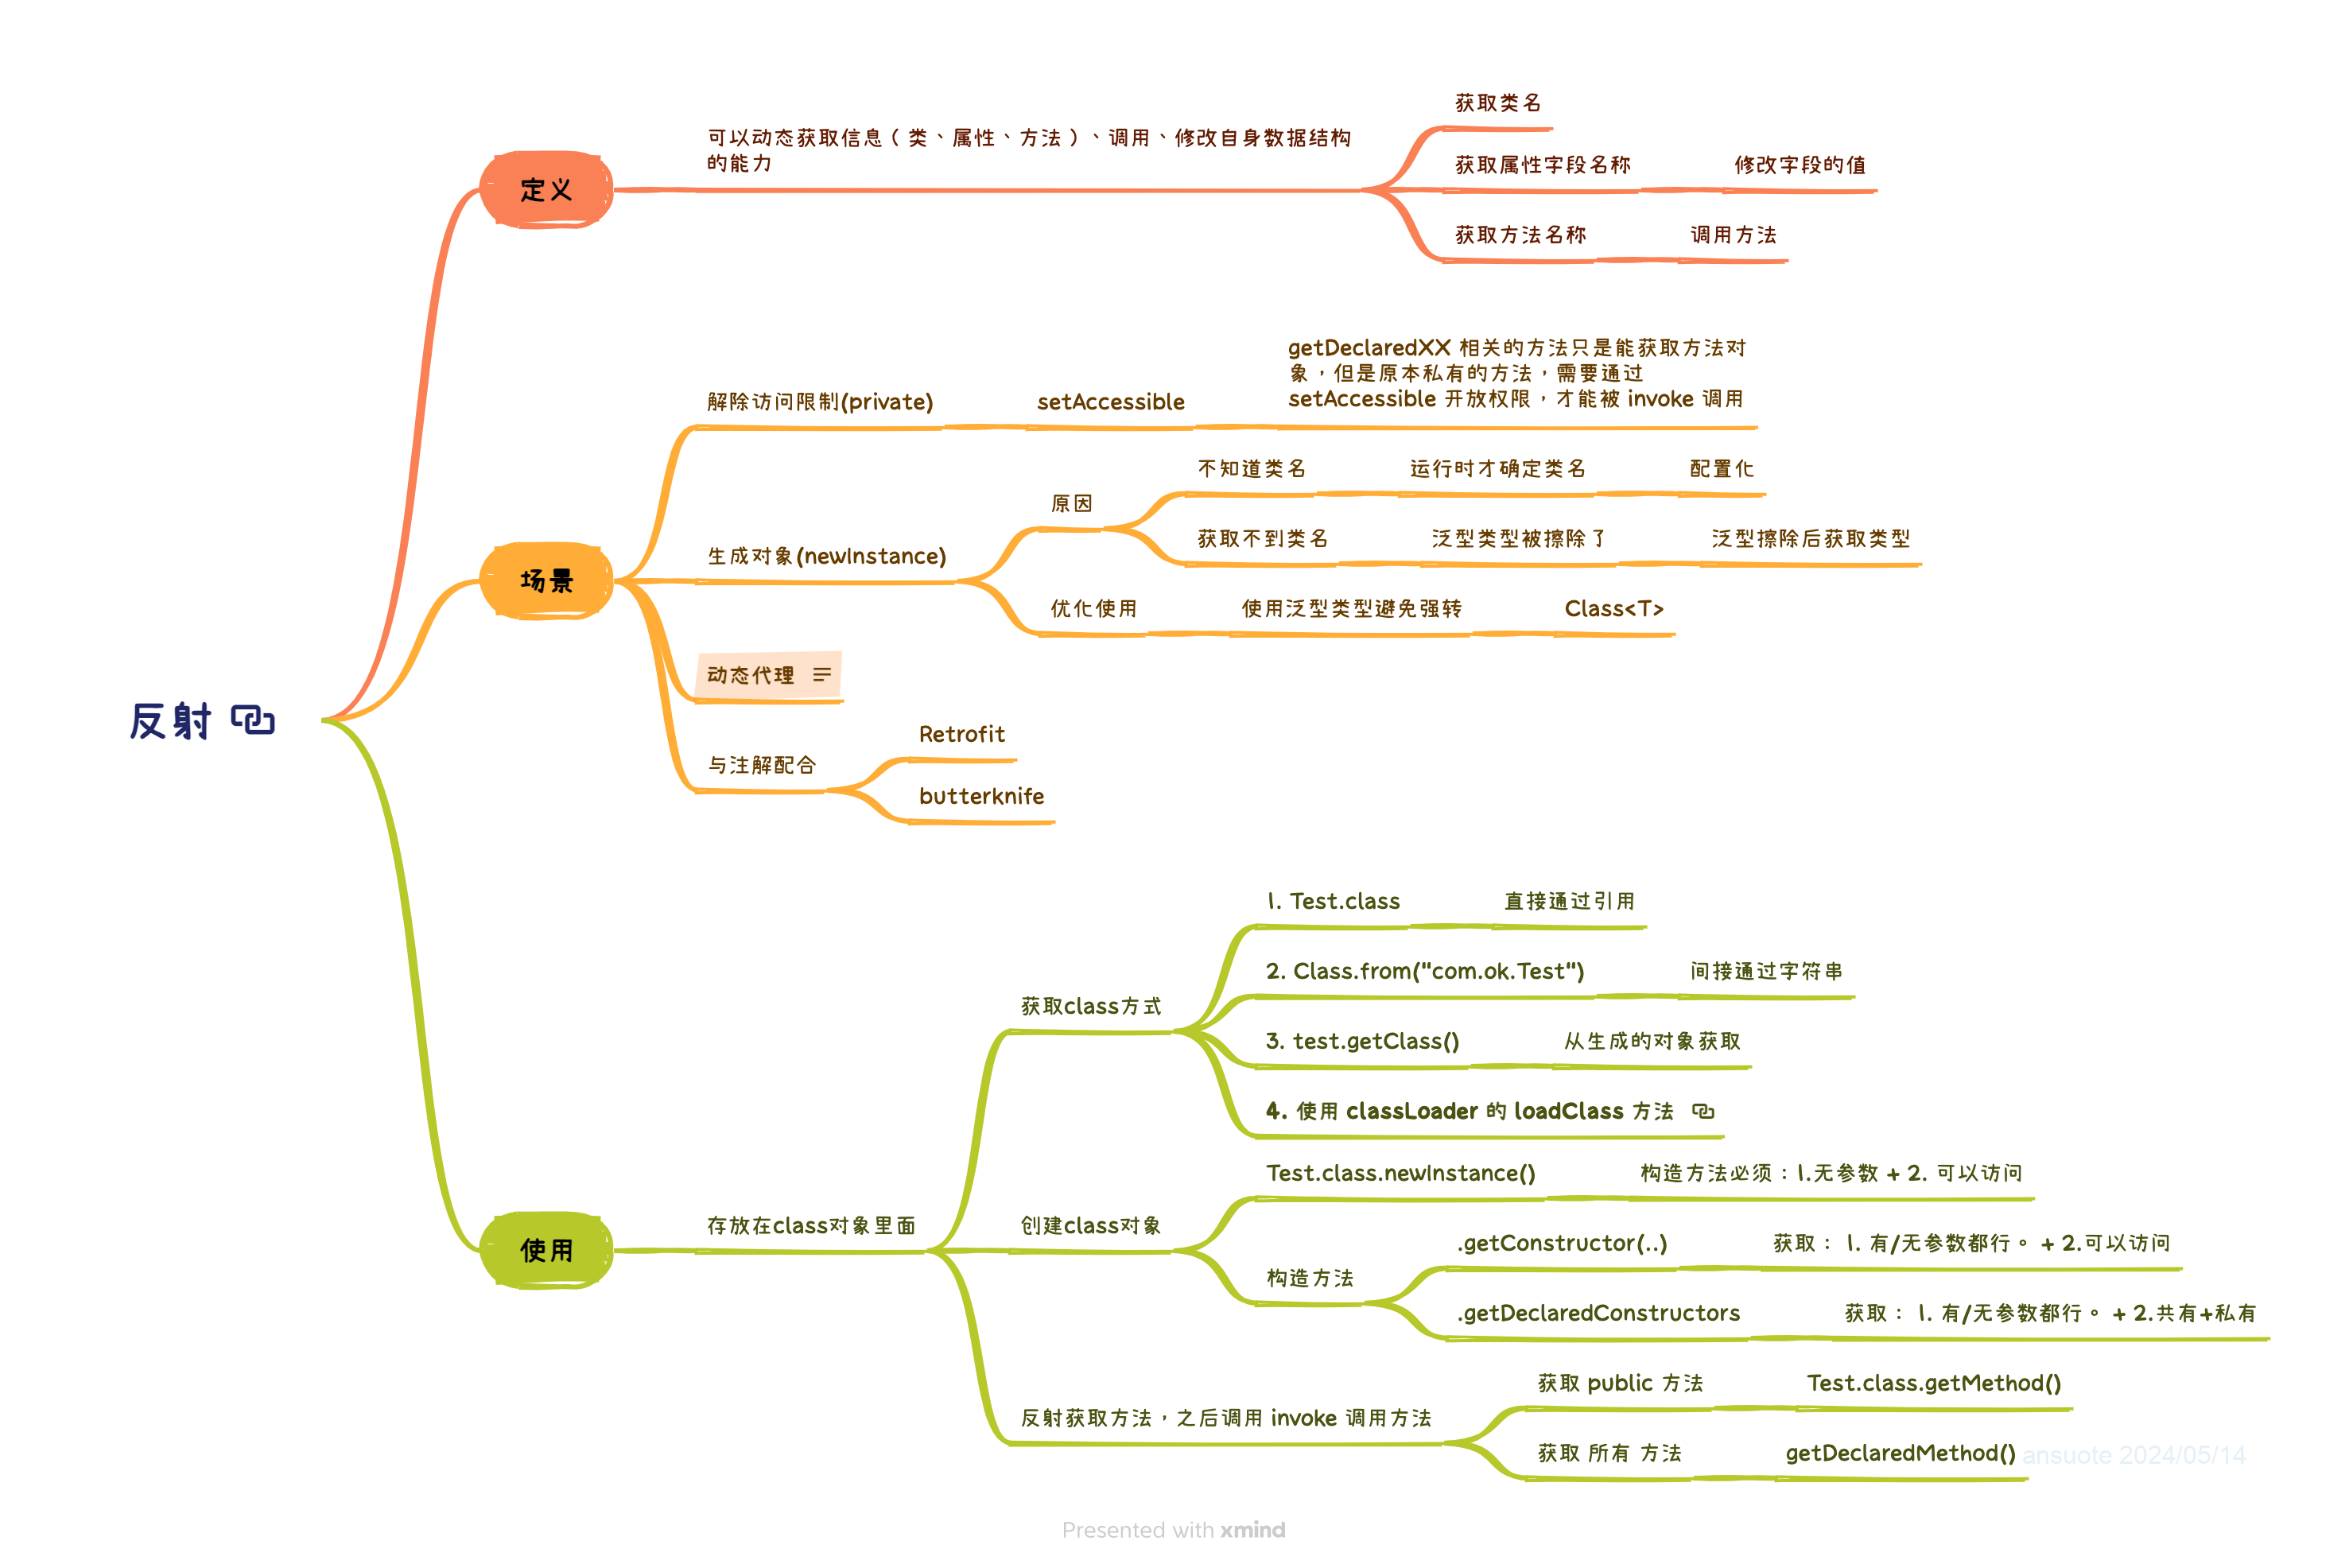 反射
定义
可以动态获取信息（类、属性、方法）、调用、修改自身数据结构
的能力
获取类名
获取属性字段名称
修改字段的值
获取方法名称
调用方法
场景
解除访问限制(private)
setAccessible
getDeclaredXX 相关的方法只是能获取方法对
象，但是原本私有的方法，需要通过
setAccessible 开放权限，才能被 invoke 调用
生成对象(newInstance)
原因
不知道类名
运行时才确定类名
配置化
获取不到类名
泛型类型被擦除了
泛型擦除后获取类型
优化使用
使用泛型类型避免强转
Class<T>
动态代理
与注解配合
Retrofit
butterknife
使用
存放在class对象里面
获取class方式
1. Test.class
直接通过引用
2. Class.from("com.ok.Test")
间接通过字符串
3. test.getClass()
从生成的对象获取
4. 使用 classLoader 的 loadClass 方法
创建class对象
Test.class.newInstance()
构造方法必须：1.无参数 + 2. 可以访问
构造方法
.getConstructor(..)
获取： 1. 有/无参数都行。 + 2.可以访问
.getDeclaredConstructors
获取： 1. 有/无参数都行。 + 2.共有+私有
反射获取方法，之后调用 invoke 调用方法
获取 public 方法
Test.class.getMethod()
获取 所有 方法
getDeclaredMethod()
ansuote 2024/05/14
Presented with xmind